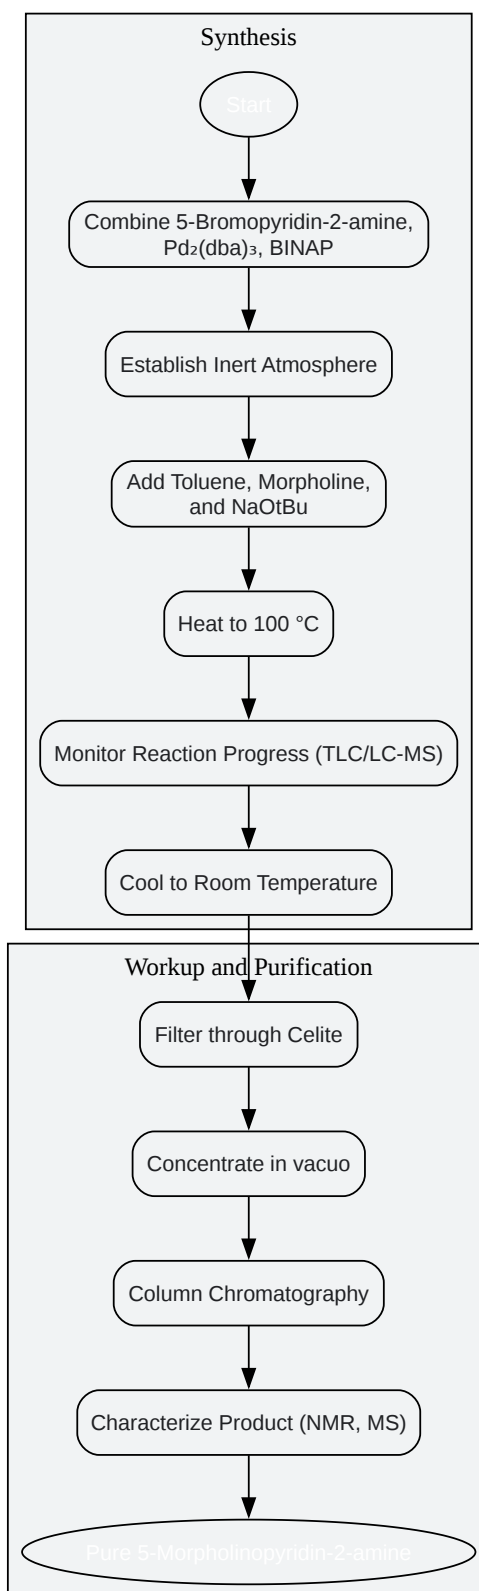 Synthesis
Start
Combine 5-Bromopyridin-2-amine,
Pd₂(dba)₃, BINAP
Establish Inert Atmosphere
Add Toluene, Morpholine,
and NaOtBu
Heat to 100 °C
Monitor Reaction Progress (TLC/LC-MS)
Cool to Room Temperature
Workup and Purification
Filter through Celite
Concentrate in vacuo
Column Chromatography
Characterize Product (NMR, MS)
Pure 5-Morpholinopyridin-2-amine